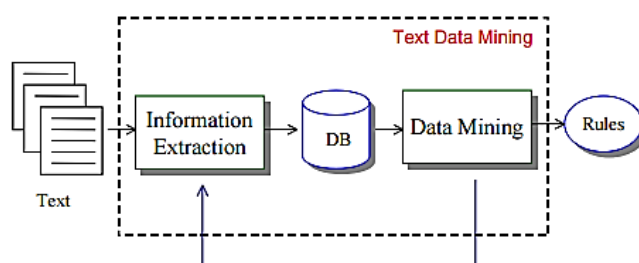 Text Data Mining
Text
Information
Extraction
DB
Data Mining
Rules